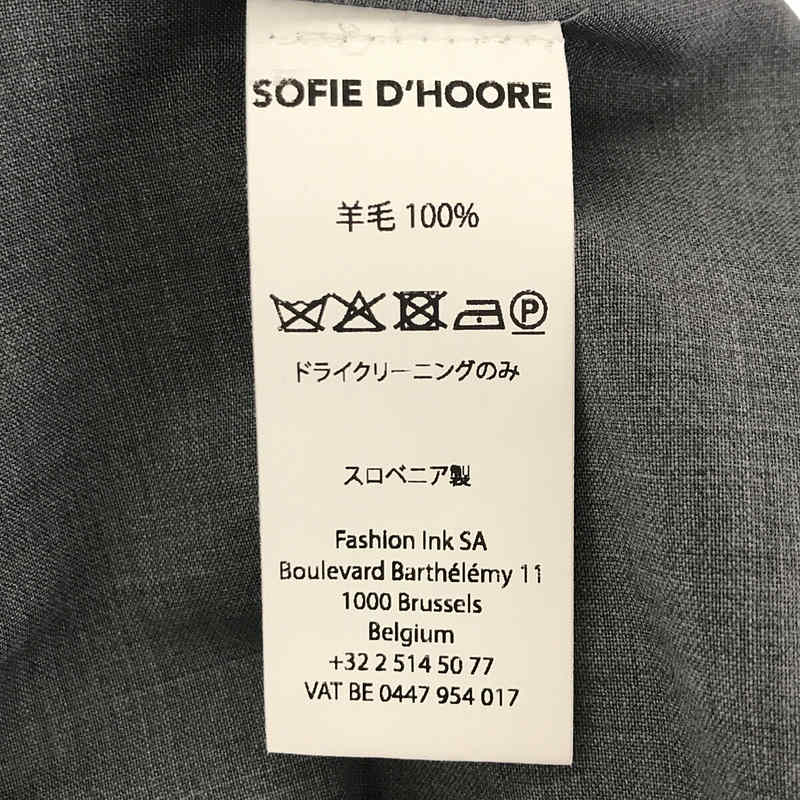 SOFIE D'HOORE
羊毛 100%
P
ドライクリーニングのみ
スロベニア製
Fashion Ink SA
Boulevard Barthélémy 11
1000 Brussels
Belgium
+32 2 514 50 77
VAT BE 0447 954 017